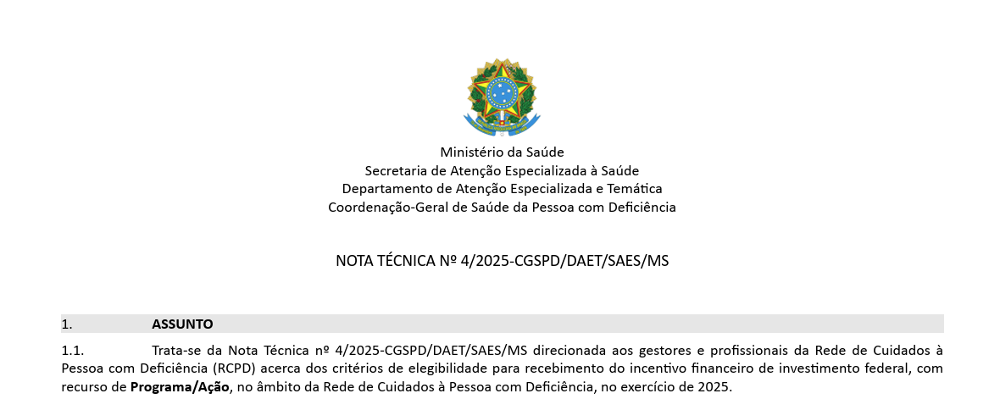 Ministério da Saúde
Secretaria de Atenção Especializada à Saúde
Departamento de Atenção Especializada e Temática
Coordenação-Geral de Saúde da Pessoa com Deficiência
NOTA TÉCNICA Nº 4/2025-CGSPD/DAET/SAES/MS
1. ASSUNTO
1.1. Trata-se da Nota Técnica nº 4/2025-CGSPD/DAET/SAES/MS direcionada aos gestores e profissionais da Rede de Cuidados à
Pessoa com Deficiência (RCPD) acerca dos critérios de elegibilidade para recebimento do incentivo financeiro de investimento federal, com
recurso de Programa/Ação, no âmbito da Rede de Cuidados à Pessoa com Deficiência, no exercício de 2025.